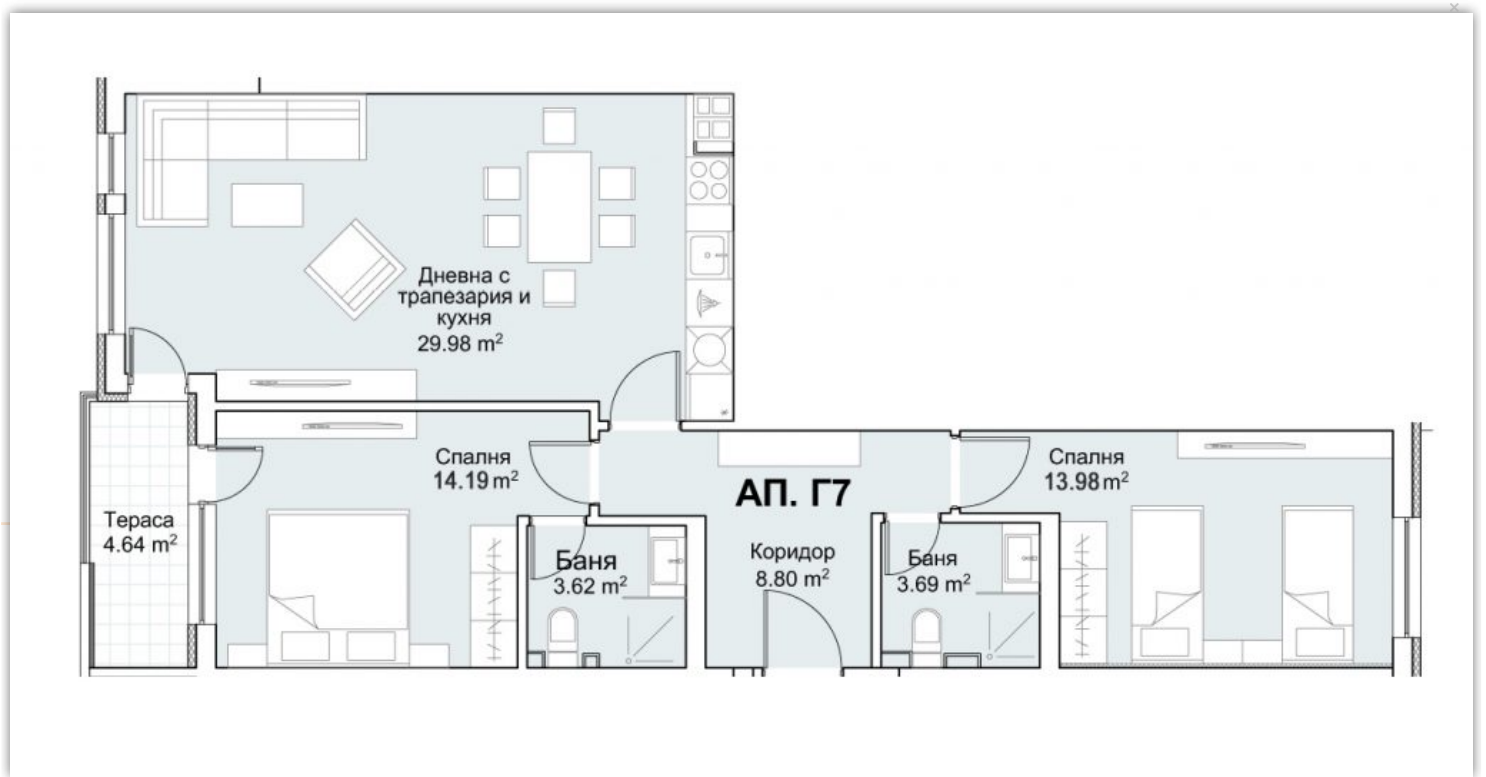 Дневна с
трапезария и
кухня
29.98 m²
Спалня
14.19 m²
АП. Г7
Спалня
13.98 m²
Тераса
4.64 m²
Баня
3.62 m²
Коридор
8.80 m²
Баня
3.69 m²